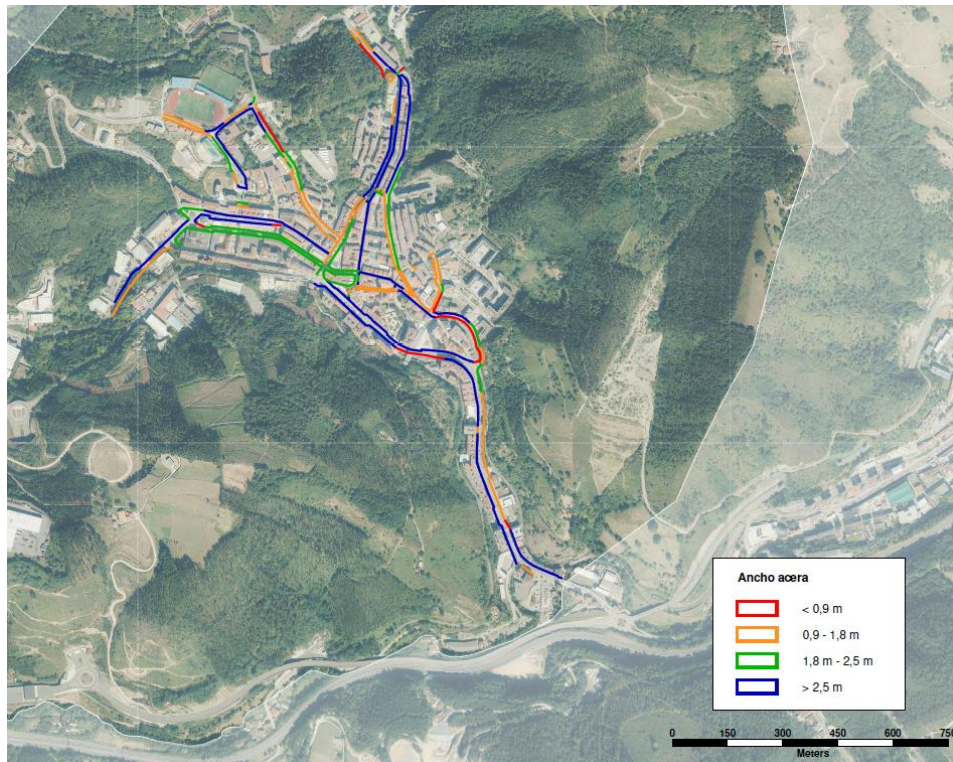 Ancho acera
< 0,9 m
0,9 - 1,8 m
1,8 m - 2,5 m
> 2,5 m
0 150 300 450 600 750
Meters